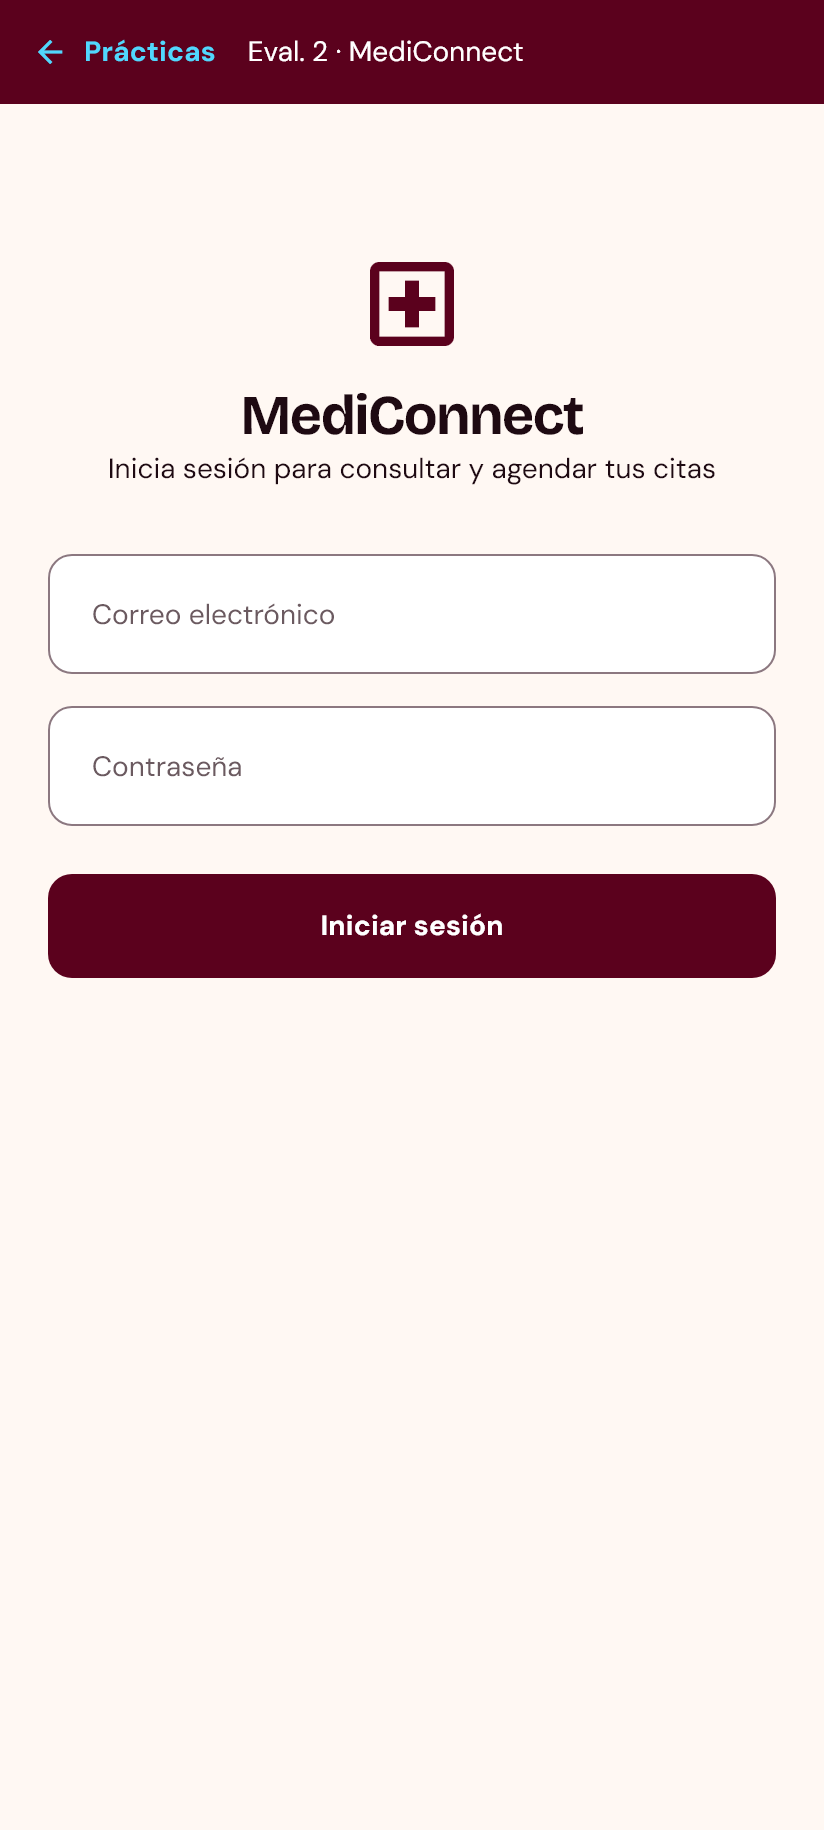 Prácticas Eval. 2 · MediConnect
MediConnect
Inicia sesión para consultar y agendar tus citas
Correo electrónico
Contraseña
Iniciar sesión